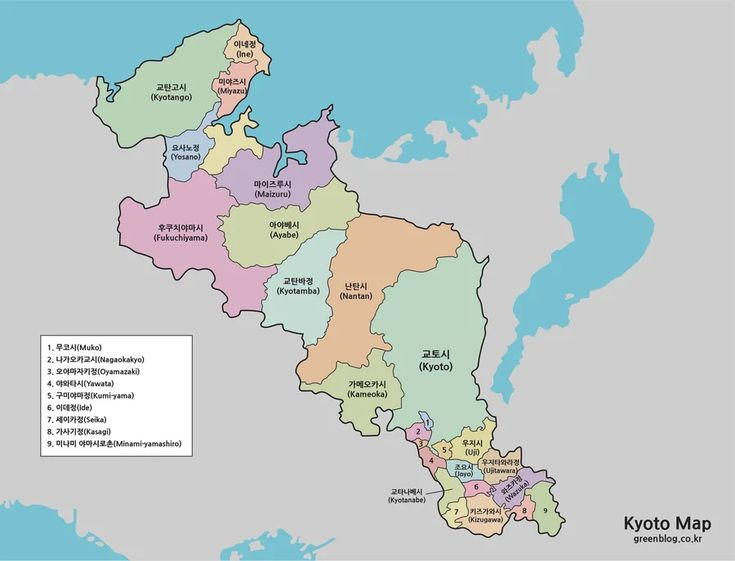 이네정
(Ine)
교탄고시
(Kyotango)
미야즈시
(Miyazu)
요사노정
(Yosano)
마이즈루시
(Maizuru)
후쿠치야마시
(Fukuchiyama)
아야베시
(Ayabe)
교탄바정
(Kyotamba)
난탄시
(Nantan)
교토시
(Kyoto)
가메오카시
(Kameoka)
1. 무코시(Muko)
2. 나가오카교시(Nagaokakyo)
3. 오야마자키정(Oyamazaki)
4. 야와타시(Yawata)
5. 구미야마정(Kumi-yama)
6. 이데정(Ide)
7. 세이카정(Seika)
8. 가사기정(Kasagi)
9. 미나미 야마시로촌(Minami-yamashiro)
1
2
3
4
5
우지시
(Uji)
조요시
(Joyo)
우지타와라정
(Ujitawara)
교타나베시
(Kyotanabe)
6
와즈카정
(Wazuka)
7
키즈가와시
(Kizugawa)
8
9
Kyoto Map
greenblog.co.kr